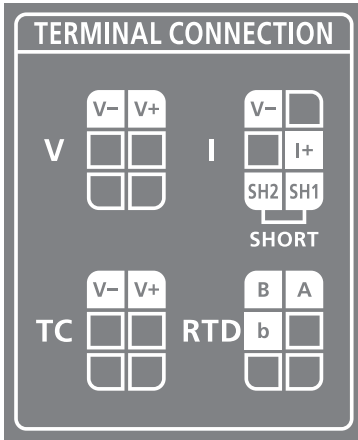 TERMINAL CONNECTION
V
V− V+
I
V−
I+
SH2 SH1
SHORT
TC
V− V+
RTD
B A
b